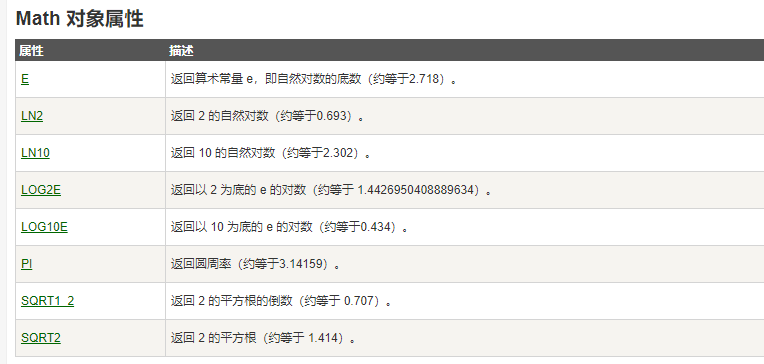 Math 对象属性
属性 描述
E 返回算术常量 e，即自然对数的底数（约等于2.718）。
LN2 返回 2 的自然对数（约等于0.693）。
LN10 返回 10 的自然对数（约等于2.302）。
LOG2E 返回以 2 为底的 e 的对数（约等于 1.4426950408889634）。
LOG10E 返回以 10 为底的 e 的对数（约等于0.434）。
PI 返回圆周率（约等于3.14159）。
SQRT1_2 返回 2 的平方根的倒数（约等于 0.707）。
SQRT2 返回 2 的平方根（约等于 1.414）。